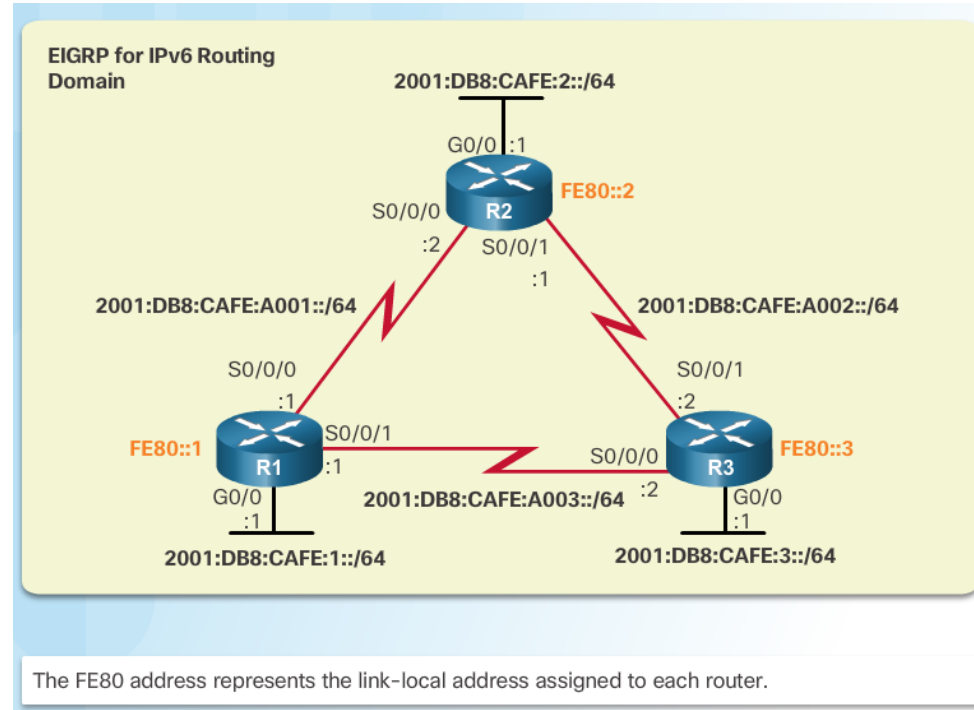 EIGRP for IPv6 Routing
Domain
2001:DB8:CAFE:2::/64
G0/0 :1
R2
FE80::2
S0/0/0
:2
S0/0/1
:1
2001:DB8:CAFE:A001::/64
2001:DB8:CAFE:A002::/64
S0/0/0
:1
S0/0/1
:2
FE80::1
R1
S0/0/1
:1
S0/0/0
:2
R3
FE80::3
G0/0
:1
2001:DB8:CAFE:A003::/64
G0/0
:1
2001:DB8:CAFE:1::/64
2001:DB8:CAFE:3::/64
The FE80 address represents the link-local address assigned to each router.